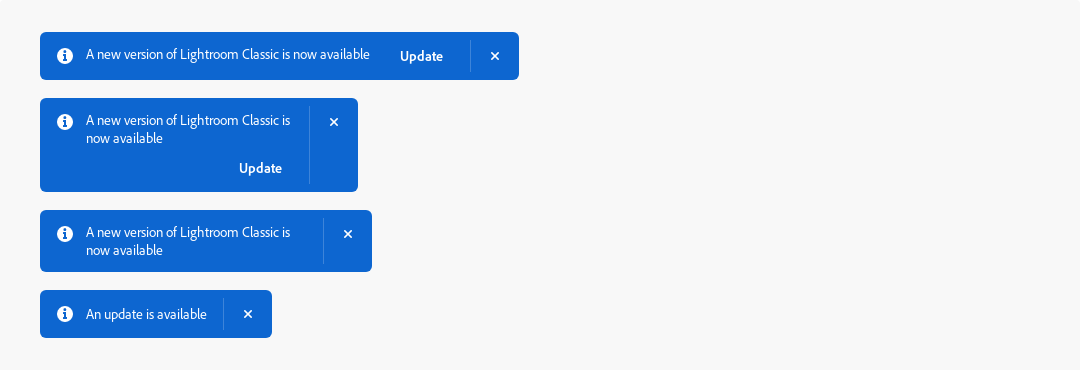 A new version of Lightroom Classic is now available Update
A new version of Lightroom Classic is
now available
Update
A new version of Lightroom Classic is
now available
An update is available